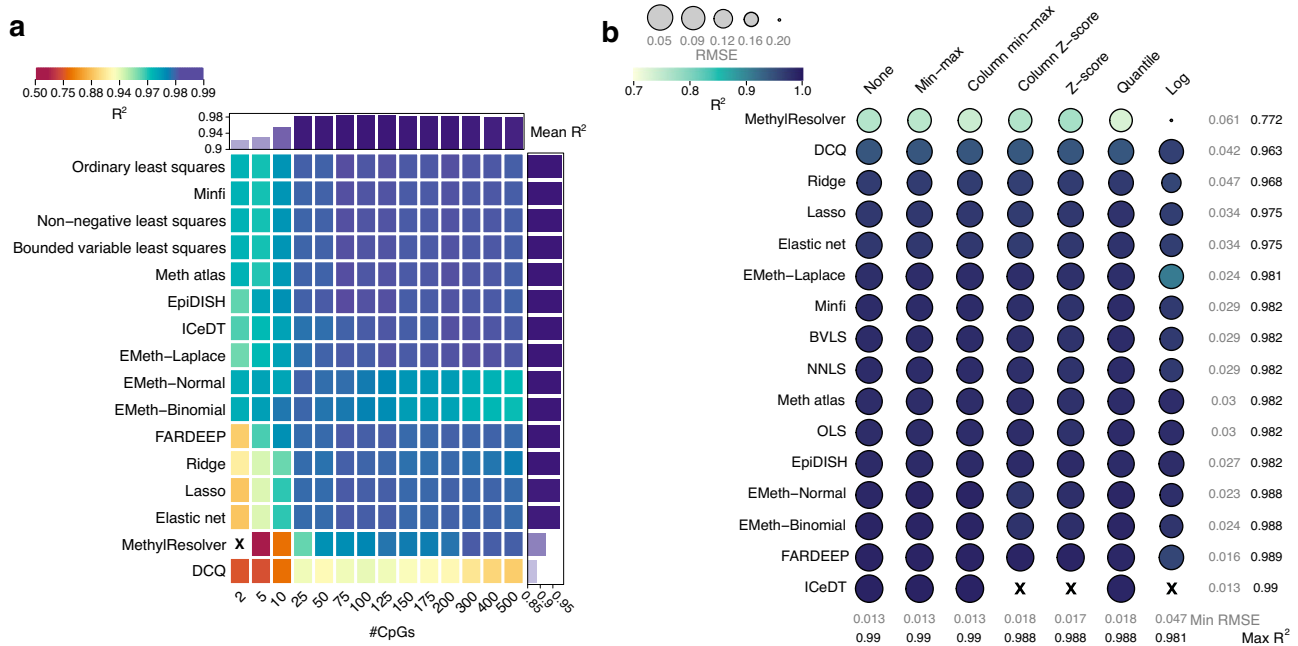 a
0.50 0.75 0.88 0.94 0.97 0.98 0.99
R²
0.98
0.94
0.9
Mean R²
Ordinary least squares
Minfi
Non−negative least squares
Bounded variable least squares
Meth atlas
EpiDISH
ICeDT
EMeth−Laplace
EMeth−Normal
EMeth−Binomial
FARDEEP
Ridge
Lasso
Elastic net
MethylResolver X
DCQ
2 5 10 25 50 75 100 125 150 175 200 300 400 500
0.85 0.9 0.95
#CpGs
b
0.05 0.09 0.12 0.16 0.20
RMSE
0.7 0.8 0.9 1.0
R²
None Min−max Column min−max Column Z−score Z−score Quantile Log
MethylResolver 0.061 0.772
DCQ 0.042 0.963
Ridge 0.047 0.968
Lasso 0.034 0.975
Elastic net 0.034 0.975
EMeth−Laplace 0.024 0.981
Minfi 0.029 0.982
BVLS 0.029 0.982
NNLS 0.029 0.982
Meth atlas 0.03 0.982
OLS 0.03 0.982
EpiDISH 0.027 0.982
EMeth−Normal 0.023 0.988
EMeth−Binomial 0.024 0.988
FARDEEP 0.016 0.989
ICeDT X X X 0.013 0.99
0.013 0.013 0.013 0.018 0.017 0.018 0.047 Min RMSE
0.99 0.99 0.99 0.988 0.988 0.988 0.981 Max R²